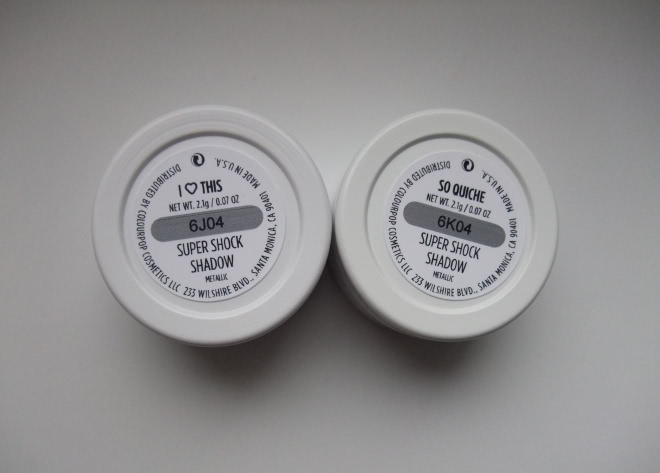 I ♡ THIS
NET WT. 2.1g / 0.07 OZ
6J04
SUPER SHOCK
SHADOW
METALLIC
DISTRIBUTED BY COLOURPOP COSMETICS LLC 233 WILSHIRE BLVD., SANTA MONICA, CA 90401 MADE IN U.S.A.
SO QUICHE
NET WT. 2.1g / 0.07 OZ
6K04
SUPER SHOCK
SHADOW
METALLIC
DISTRIBUTED BY COLOURPOP COSMETICS LLC 233 WILSHIRE BLVD., SANTA MONICA, CA 90401 MADE IN U.S.A.